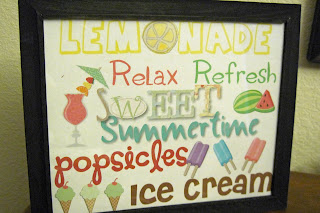 LEMONADE
Relax Refresh
SWEET
Summertime
popsicles
ice cream